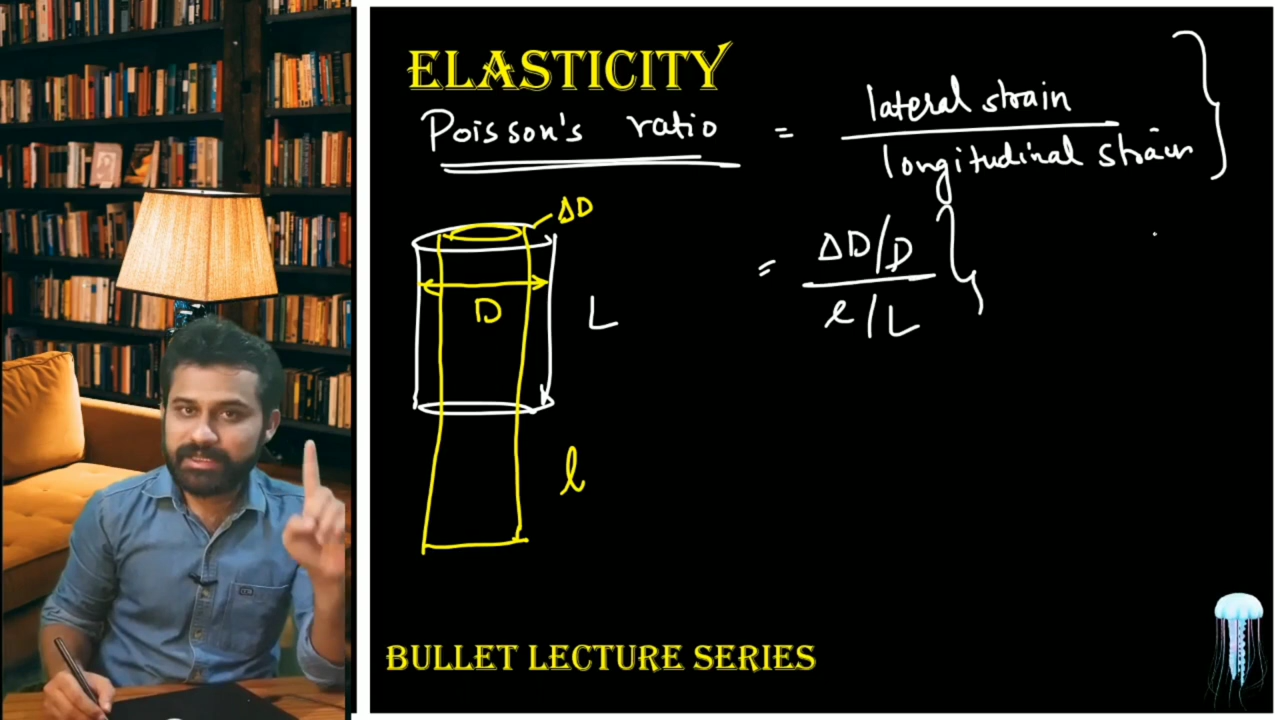 ELASTICITY
Poisson's ratio = lateral strain
longitudinal strain
ΔD
= ΔD/D
l/L
D
L
l
BULLET LECTURE SERIES